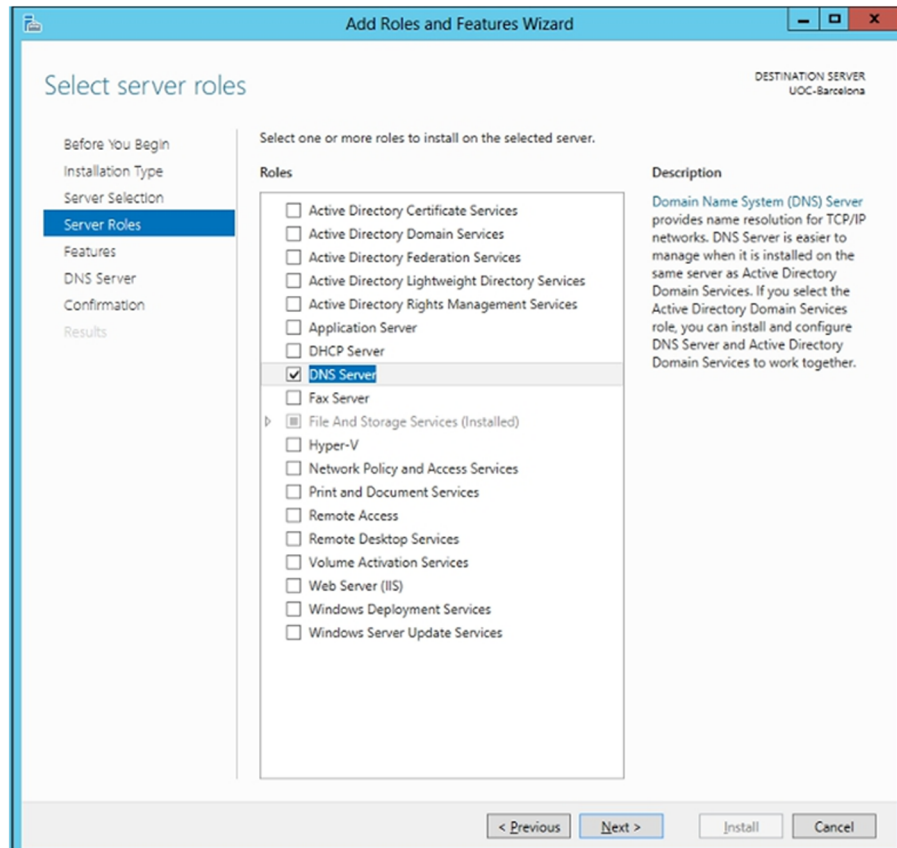 Add Roles and Features Wizard
Select server roles
DESTINATION SERVER
UOC-Barcelona
Before You Begin
Installation Type
Server Selection
Server Roles
Features
DNS Server
Confirmation
Results
Select one or more roles to install on the selected server.
Roles
Active Directory Certificate Services
Active Directory Domain Services
Active Directory Federation Services
Active Directory Lightweight Directory Services
Active Directory Rights Management Services
Application Server
DHCP Server
DNS Server
Fax Server
File And Storage Services (Installed)
Hyper-V
Network Policy and Access Services
Print and Document Services
Remote Access
Remote Desktop Services
Volume Activation Services
Web Server (IIS)
Windows Deployment Services
Windows Server Update Services
Description
Domain Name System (DNS) Server
provides name resolution for TCP/IP
networks. DNS Server is easier to
manage when it is installed on the
same server as Active Directory
Domain Services. If you select the
Active Directory Domain Services
role, you can install and configure
DNS Server and Active Directory
Domain Services to work together.
< Previous
Next >
Install
Cancel